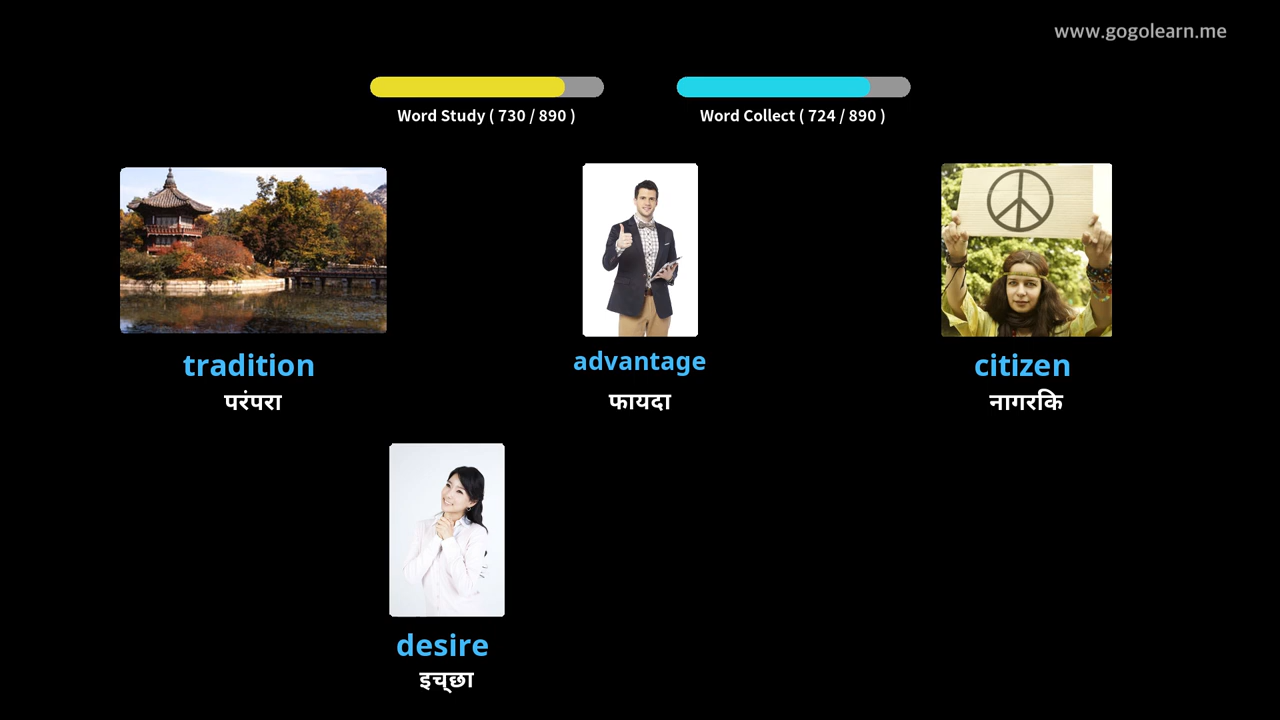 www.gogolearn.me
Word Study ( 730 / 890 )
Word Collect ( 724 / 890 )
tradition
परंपरा
advantage
फायदा
citizen
नागरकि
desire
इच्छा